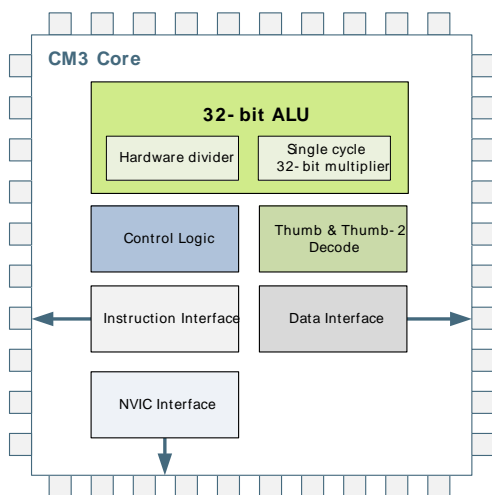 CM3 Core
32-bit ALU
Hardware divider
Single cycle
32-bit multiplier
Control Logic
Thumb & Thumb-2
Decode
Instruction Interface
Data Interface
NVIC Interface